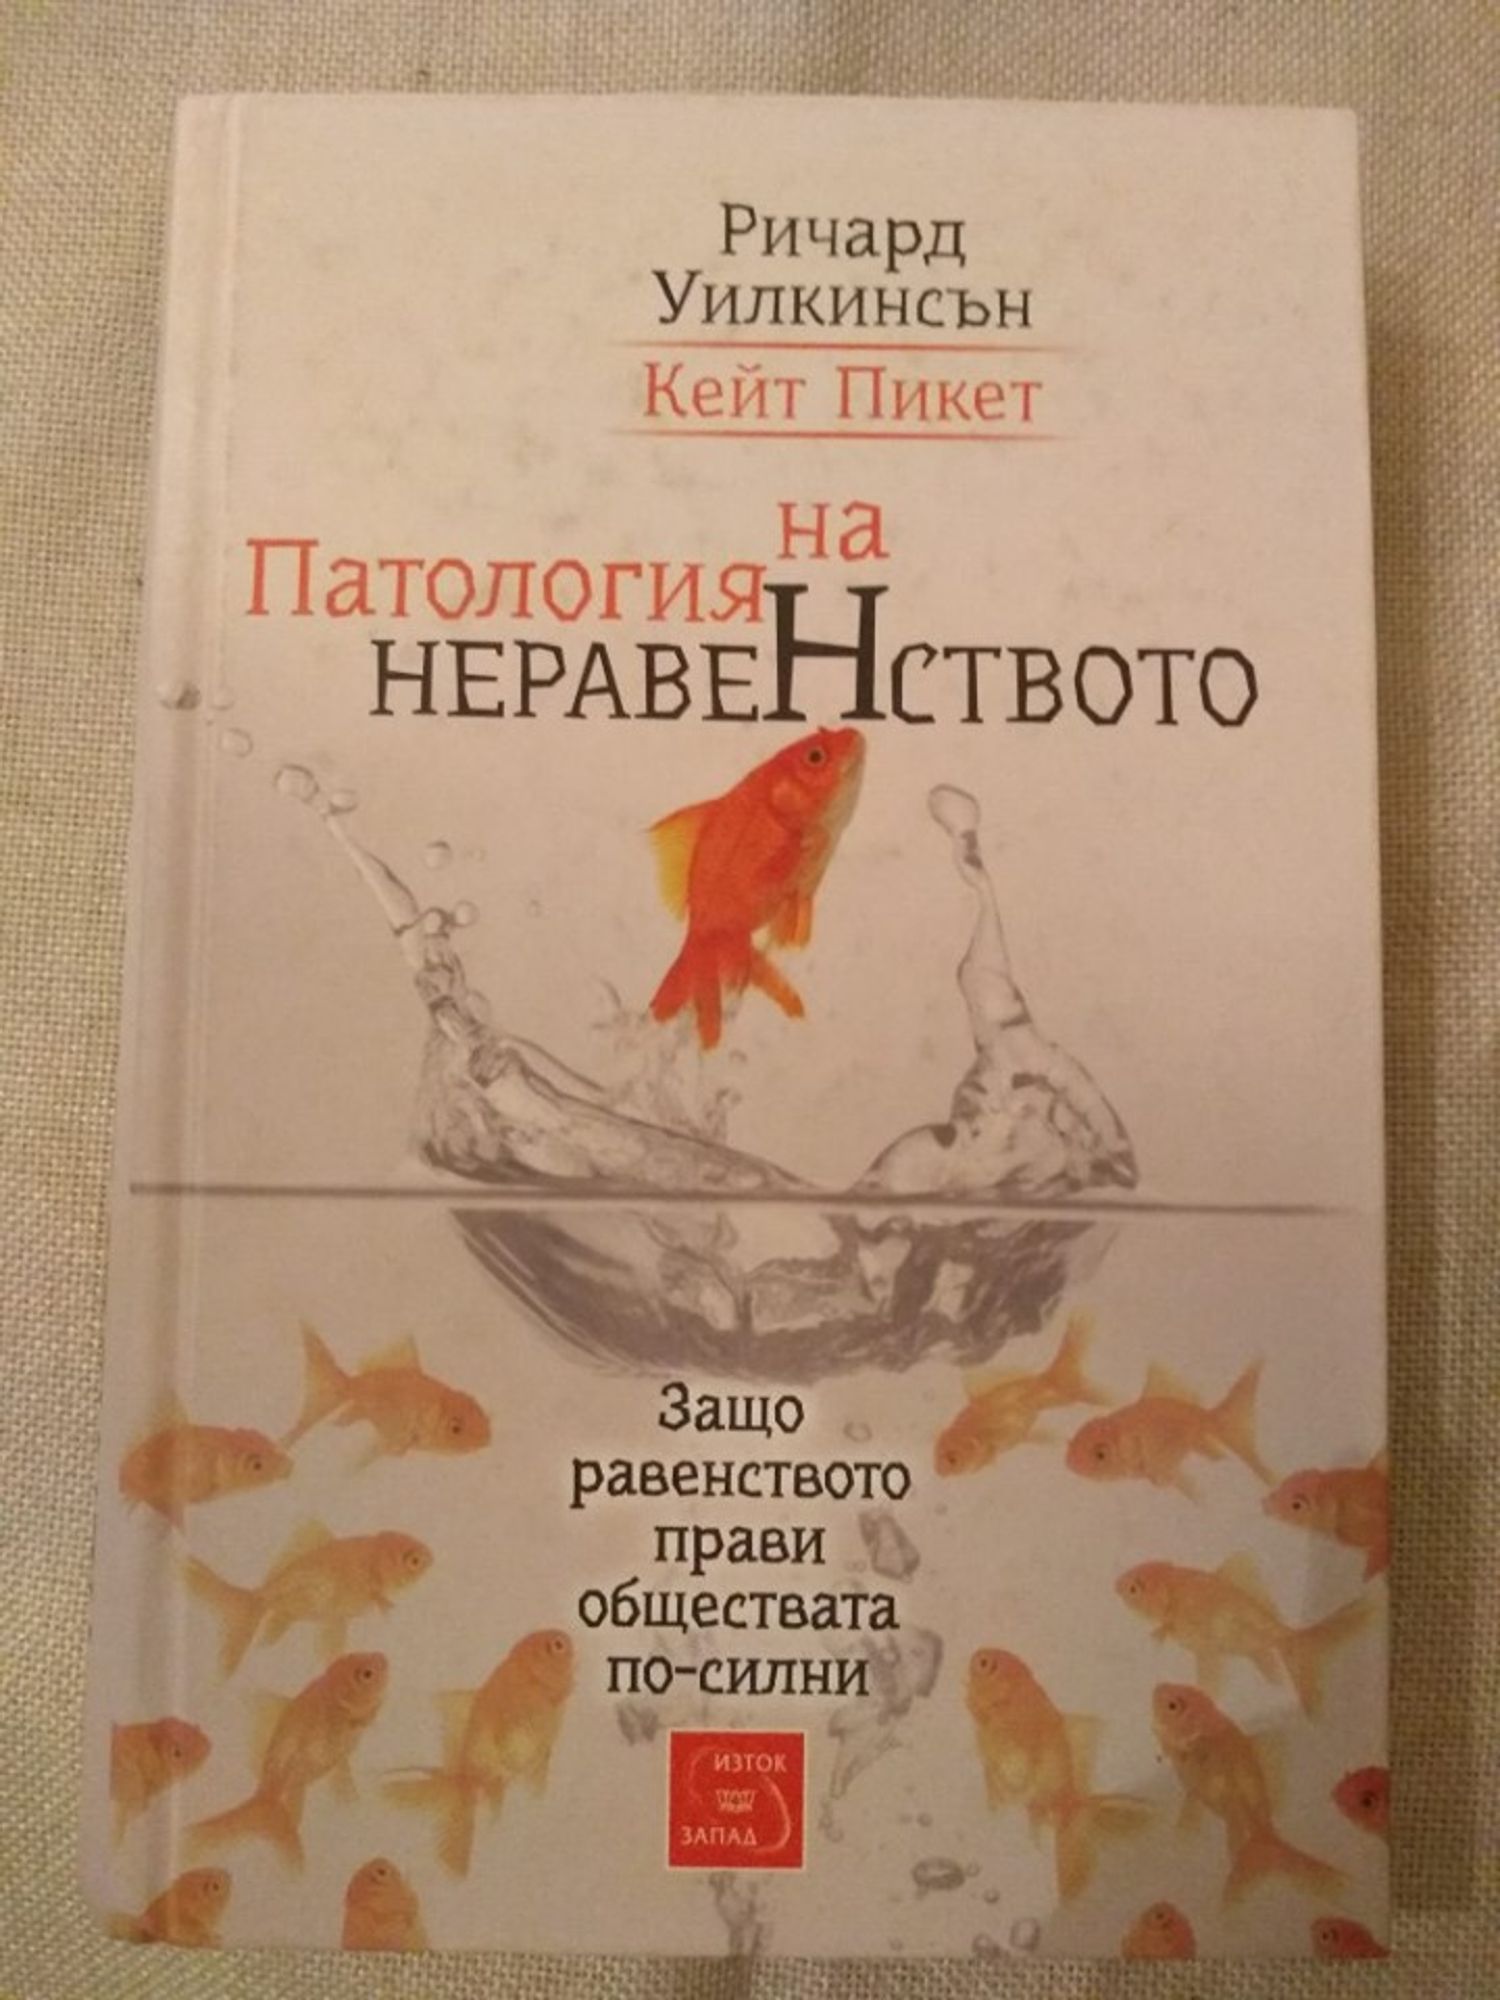 Ричард
Уилкинсън
Кейт Пикет
Патология на
НЕРАВЕНСТВОТО
Защо
равенството
прави
обществата
по-силни
ИЗТОК
ЗАПАД